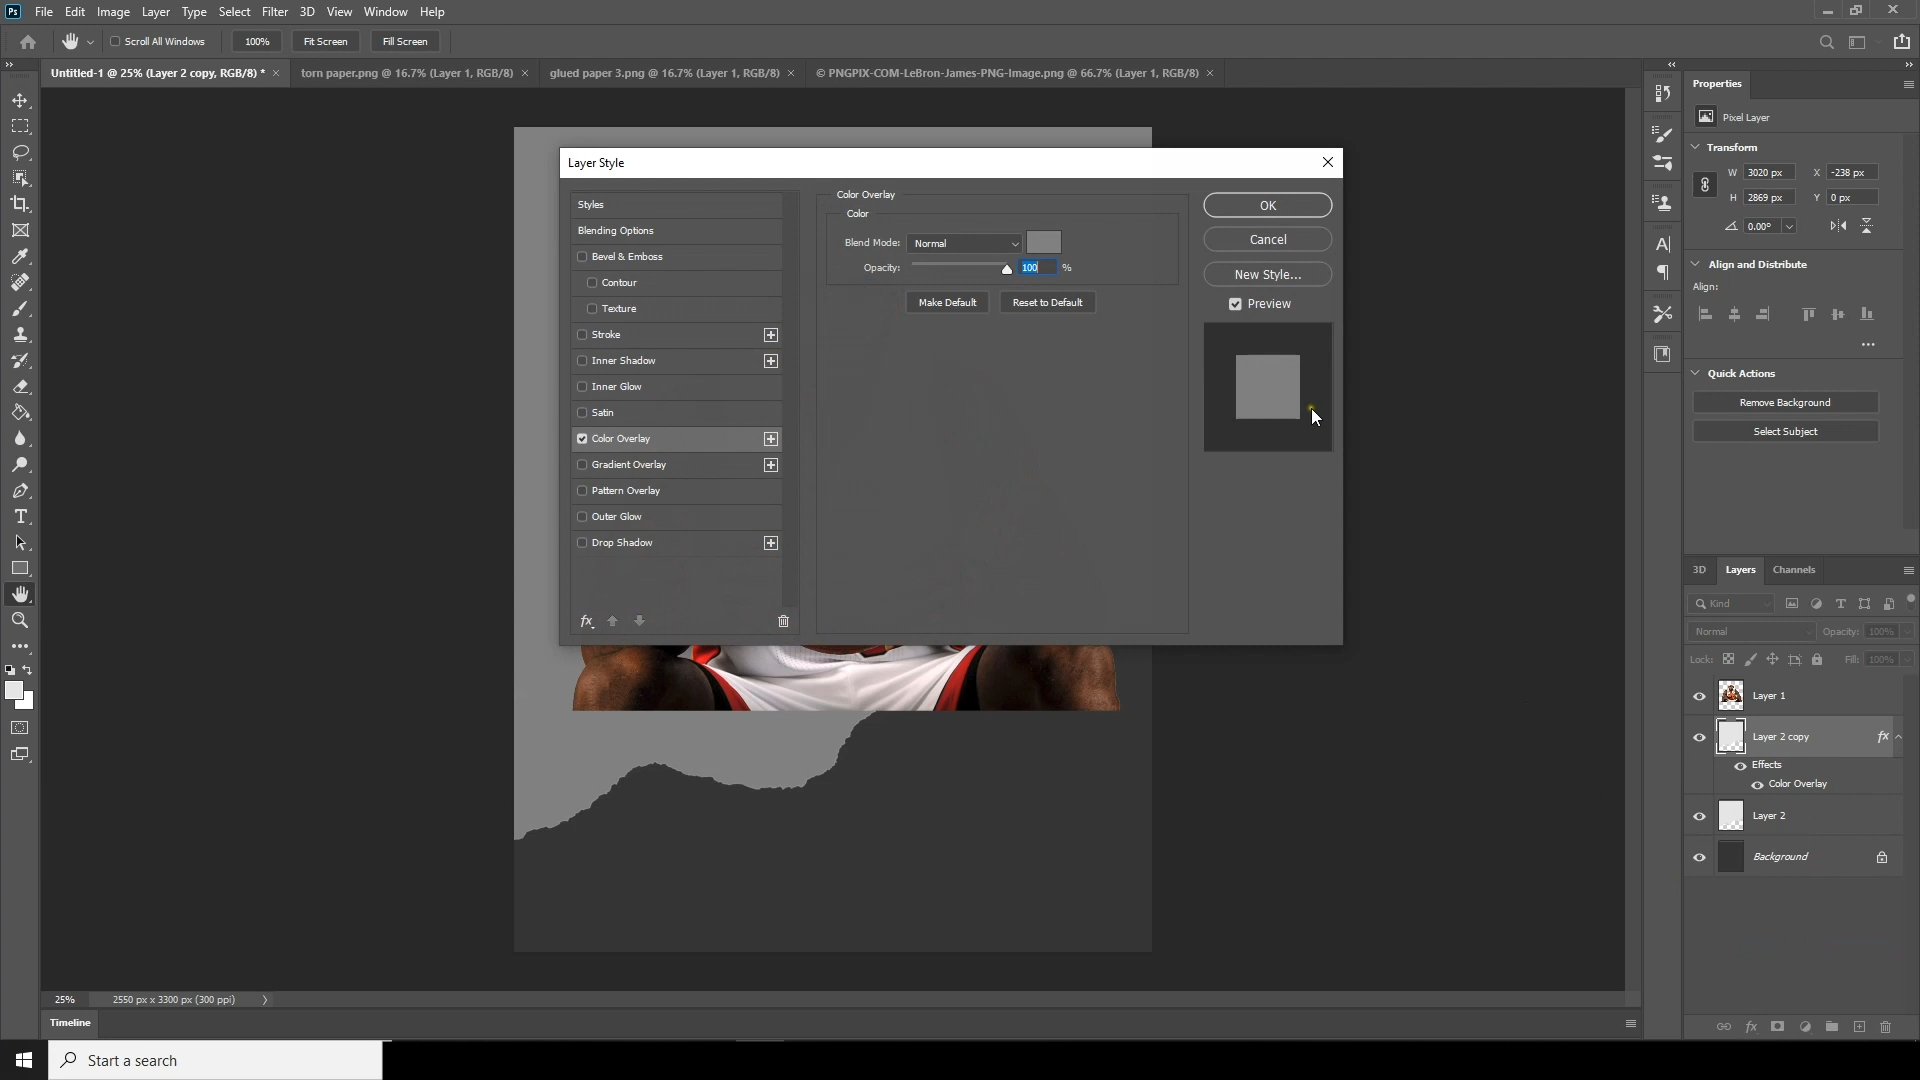 Ps File Edit Image Layer Type Select Filter 3D View Window Help
Scroll All Windows 100% Fit Screen Fill Screen
Untitled-1 @ 25% (Layer 2 copy, RGB/8) * × torn paper.png @ 16.7% (Layer 1, RGB/8) × glued paper 3.png @ 16.7% (Layer 1, RGB/8) × © PNGPIX-COM-LeBron-James-PNG-Image.png @ 66.7% (Layer 1, RGB/8) ×
Layer Style
Styles
Blending Options
Bevel & Emboss
Contour
Texture
Stroke
Inner Shadow
Inner Glow
Satin
Color Overlay
Gradient Overlay
Pattern Overlay
Outer Glow
Drop Shadow
fx
Color Overlay
Color
Blend Mode: Normal
Opacity: 100 %
Make Default Reset to Default
OK
Cancel
New Style...
Preview
Properties
Pixel Layer
Transform
W 3020 px X -238 px
H 2869 px Y 0 px
0.00°
Align and Distribute
Align:
Quick Actions
Remove Background
Select Subject
3D Layers Channels
Kind
Normal Opacity: 100%
Lock: Fill: 100%
Layer 1
Layer 2 copy fx
Effects
Color Overlay
Layer 2
Background
fx
25% 2550 px x 3300 px (300 ppi)
Timeline
Start a search